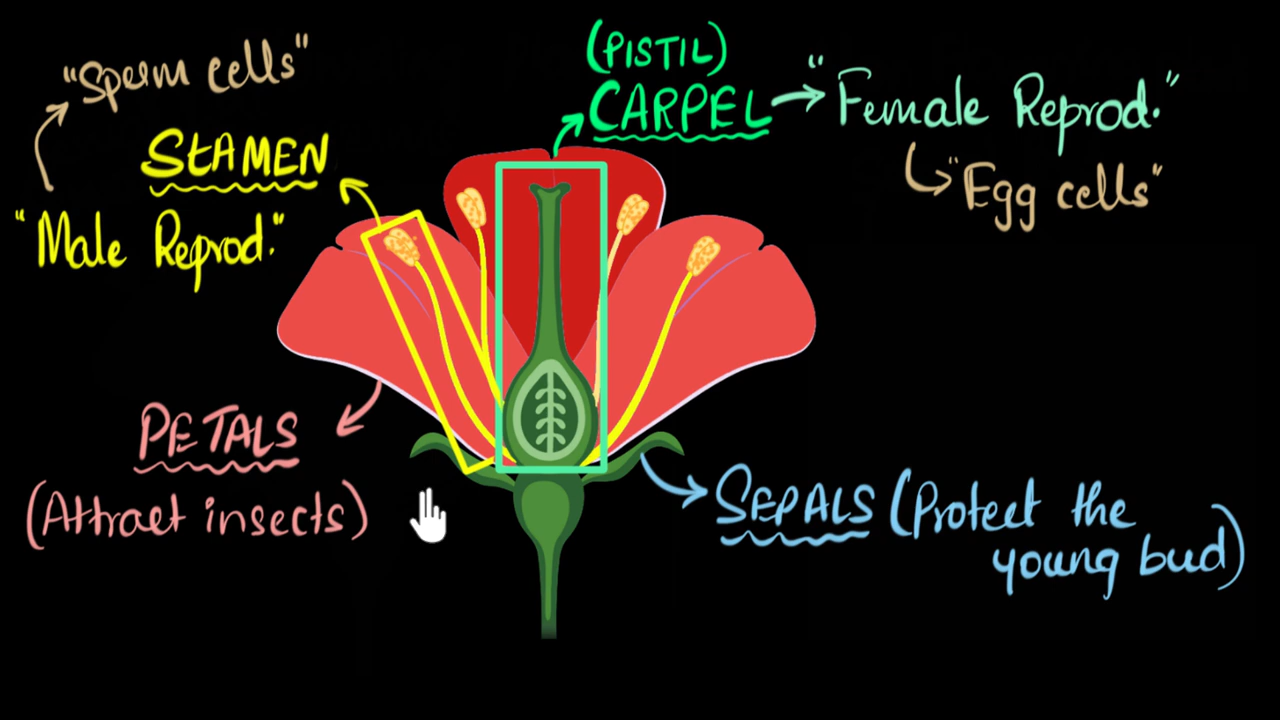 "Sperm cells"
STAMEN
"Male Reprod."
(PISTIL)
CARPEL
"Female Reprod."
"Egg cells"
PETALS
(Attract insects)
SEPALS (Protect the
young bud)